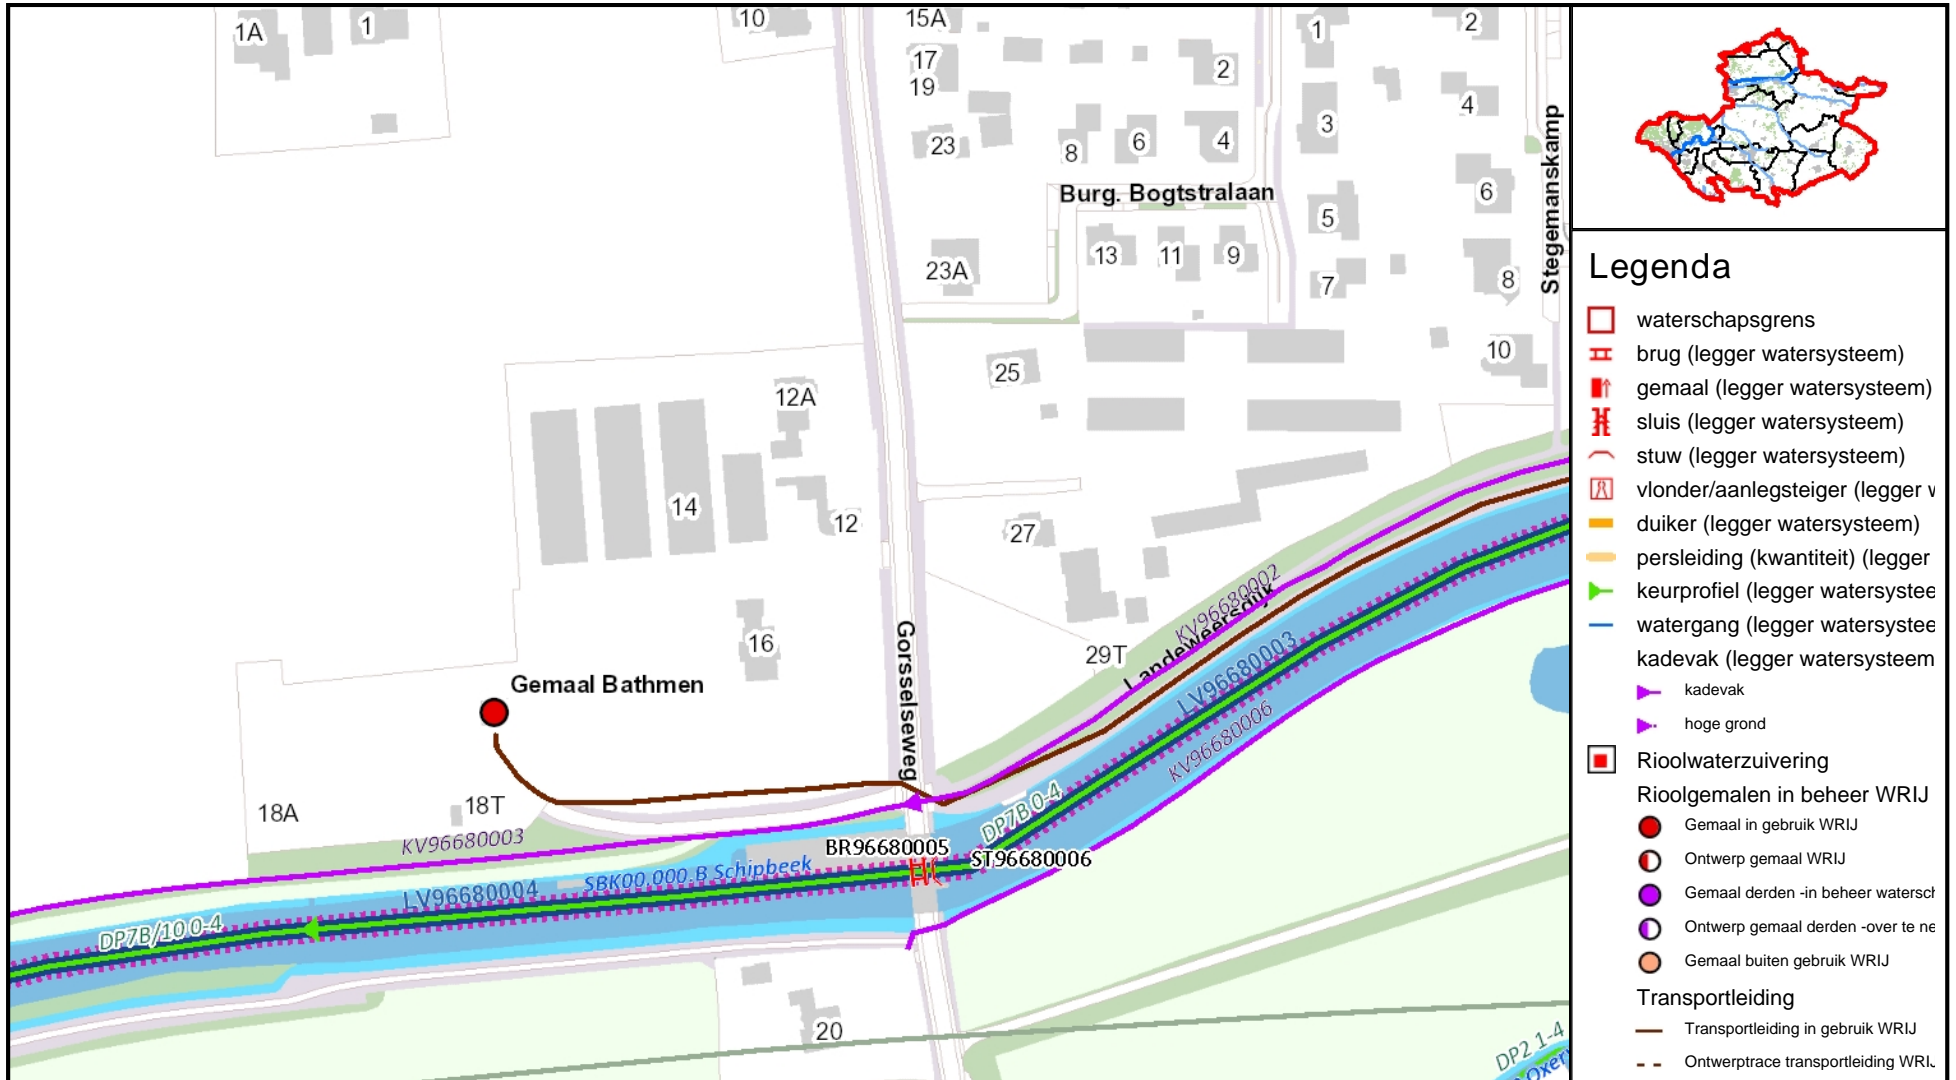 1A
1
10
15A
17
19
2
1
2
23
8
6
4
3
4
Stegemanskamp
Burg. Bogtstralaan
6
5
23A
13
11
9
7
8
25
10
12A
14
12
27
16
Gorsselseweg
29T
KV96680002
Landeweersdijk
LV96680003
KV96680006
Gemaal Bathmen
18A
18T
KV96680003
DP7B 0-4
BR96680005
ST96680006
SBK00.000.B Schipbeek
LV96680004
DP7B/10 0-4
20
DP2 1-4
Legenda
waterschapsgrens
brug (legger watersysteem)
gemaal (legger watersysteem)
sluis (legger watersysteem)
stuw (legger watersysteem)
vlonder/aanlegsteiger (legger
duiker (legger watersysteem)
persleiding (kwantiteit) (legger
keurprofiel (legger watersystee
watergang (legger watersystee
kadevak (legger watersysteem
kadevak
hoge grond
Rioolwaterzuivering
Rioolgemalen in beheer WRIJ
Gemaal in gebruik WRIJ
Ontwerp gemaal WRIJ
Gemaal derden -in beheer watersch
Ontwerp gemaal derden -over te ne
Gemaal buiten gebruik WRIJ
Transportleiding
Transportleiding in gebruik WRIJ
Ontwerptrace transportleiding WRIJ